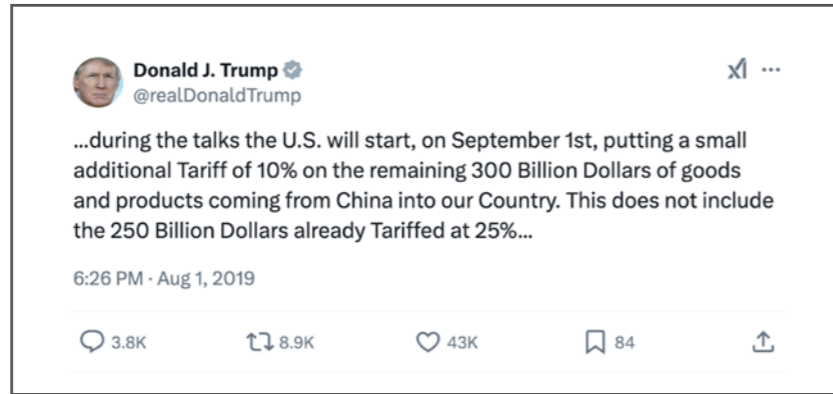 Donald J. Trump
@realDonaldTrump
...during the talks the U.S. will start, on September 1st, putting a small
additional Tariff of 10% on the remaining 300 Billion Dollars of goods
and products coming from China into our Country. This does not include
the 250 Billion Dollars already Tariffed at 25%...
6:26 PM · Aug 1, 2019
3.8K 8.9K 43K 84